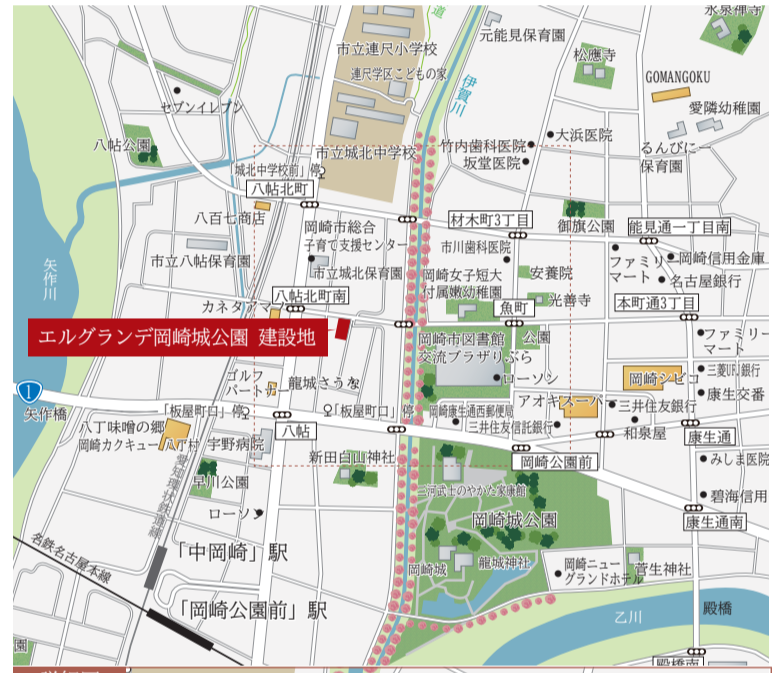 元能見保育園
永泉禅寺
市立連尺小学校
連尺学区こどもの家
道
伊賀川
松應寺
GOMANGOKU
愛隣幼稚園
セブンイレブン
八帖公園
市立城北中学校
竹内歯科医院
大浜医院
坂堂医院
るんびにー
保育園
「城北中学校前」停
八帖北町
八百七商店
岡崎市総合
子育て支援センター
材木町3丁目
御旗公園
能見通一丁目南
市立八帖保育園
市立城北保育園
市川歯科医院
ファミリー
マート
岡崎信用金庫
名古屋銀行
矢作川
岡崎女子短大
付属嫩幼稚園
安養院
光善寺
カネタ
八帖北町南
魚町
本町通3丁目
エルグランデ岡崎城公園 建設地
岡崎市図書館
交流プラザりぶら
公園
ファミリー
マート
ゴルフ
パートナー
龍城さうな
ローソン
岡崎シビコ
三菱UFJ銀行
康生交番
1
矢作橋
「板屋町口」停
「板屋町口」停
岡崎康生通西郵便局
アオキスーパー
三井住友銀行
八丁味噌の郷
岡崎カクキュー 八丁村
宇野病院
八帖
三井住友信託銀行
和泉屋
康生通
新田白山神社
岡崎公園前
みしま医院
早川公園
愛知環状鉄道線
三河武士のやかた家康館
碧海信用
ローソン
岡崎城公園
康生通南
名鉄名古屋本線
「中岡崎」駅
岡崎城
龍城神社
岡崎ニュー
グランドホテル
菅生神社
「岡崎公園前」駅
乙川
殿橋
園
殿橋南